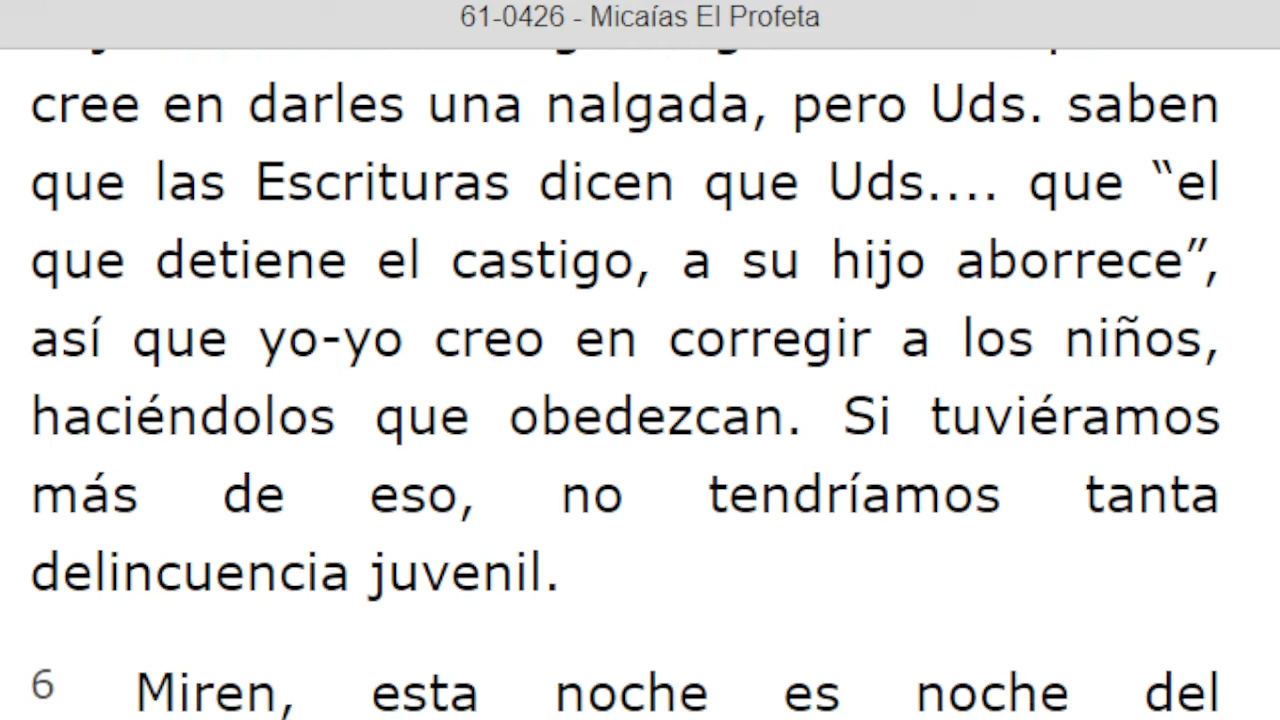 61-0426 - Micaías El Profeta
cree en darles una nalgada, pero Uds. saben
que las Escrituras dicen que Uds.... que “el
que detiene el castigo, a su hijo aborrece”,
así que yo-yo creo en corregir a los niños,
haciéndolos que obedezcan. Si tuviéramos
más de eso, no tendríamos tanta
delincuencia juvenil.
6 Miren, esta noche es noche del